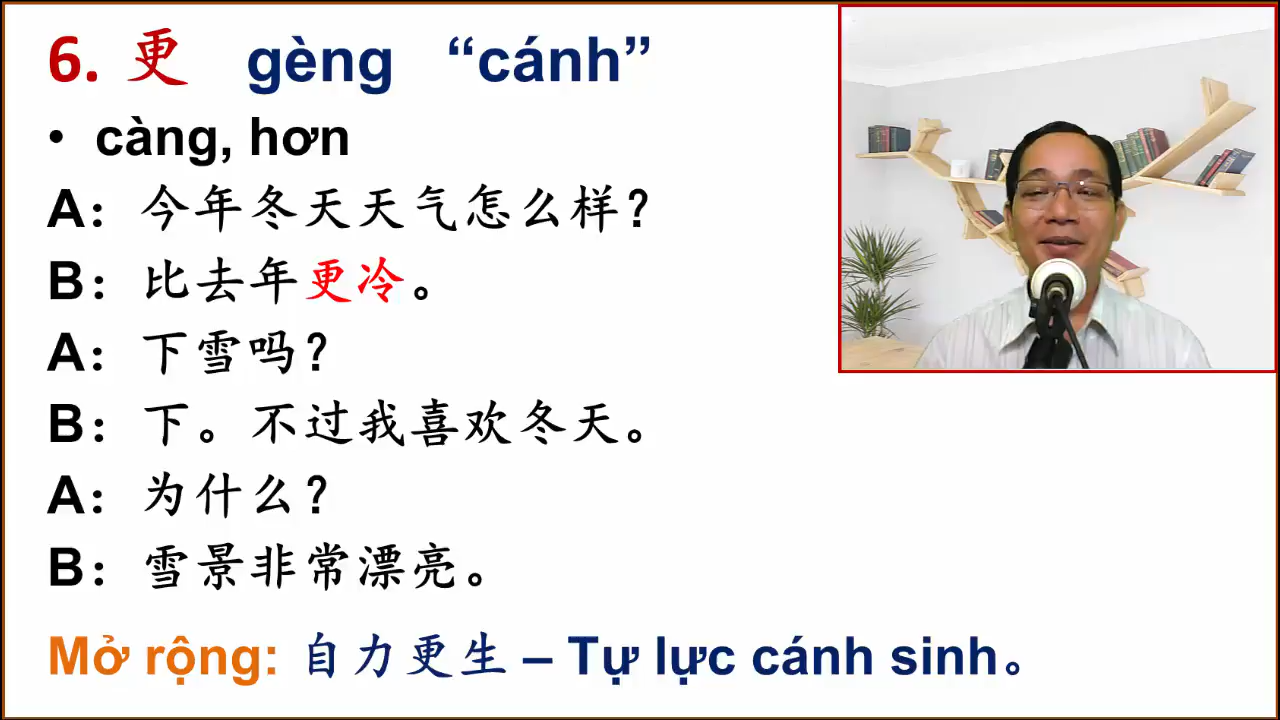 6. 更 gèng “cánh”
• càng, hơn
A：今年冬天天气怎么样？
B：比去年更冷。
A：下雪吗？
B：下。不过我喜欢冬天。
A：为什么？
B：雪景非常漂亮。
Mở rộng: 自力更生 – Tự lực cánh sinh。